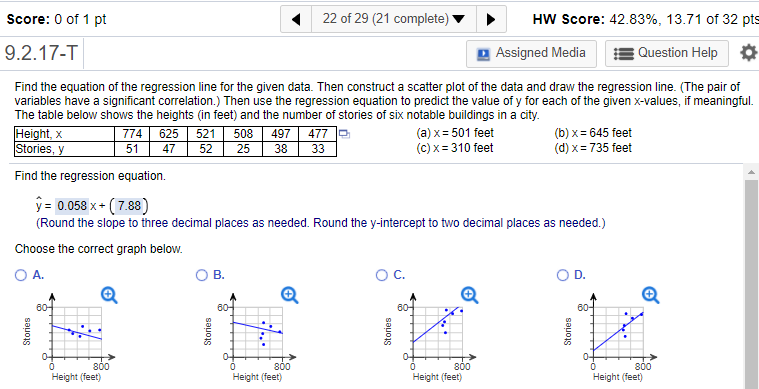 Score: 0 of 1 pt
22 of 29 (21 complete)
HW Score: 42.83%, 13.71 of 32 pts
9.2.17-T
Assigned Media
Question Help
Find the equation of the regression line for the given data. Then construct a scatter plot of the data and draw the regression line. (The pair of
variables have a significant correlation.) Then use the regression equation to predict the value of y for each of the given x-values, if meaningful.
The table below shows the heights (in feet) and the number of stories of six notable buildings in a city.
Height, x 774 625 521 508 497 477
Stories, y 51 47 52 25 38 33
(a) x = 501 feet (b) x = 645 feet
(c) x = 310 feet (d) x = 735 feet
Find the regression equation.
ŷ = 0.058 x + (7.88)
(Round the slope to three decimal places as needed. Round the y-intercept to two decimal places as needed.)
Choose the correct graph below.
A.
60
Stories
0
0 800
Height (feet)
B.
60
Stories
0
0 800
Height (feet)
C.
60
Stories
0
0 800
Height (feet)
D.
60
Stories
0
0 800
Height (feet)